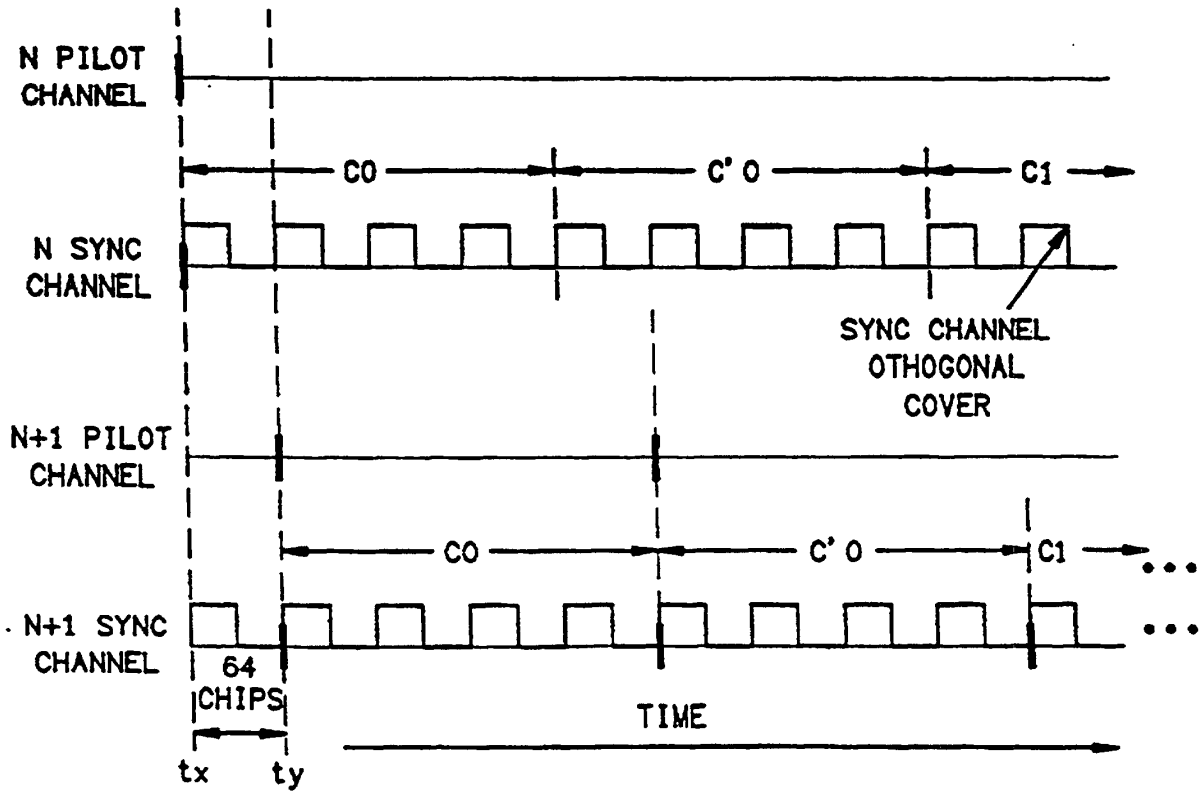 N PILOT
CHANNEL
C0 C'0 C1
N SYNC
CHANNEL
SYNC CHANNEL
OTHOGONAL
COVER
N+1 PILOT
CHANNEL
C0 C'0 C1
N+1 SYNC
CHANNEL
64
CHIPS
TIME
tx ty